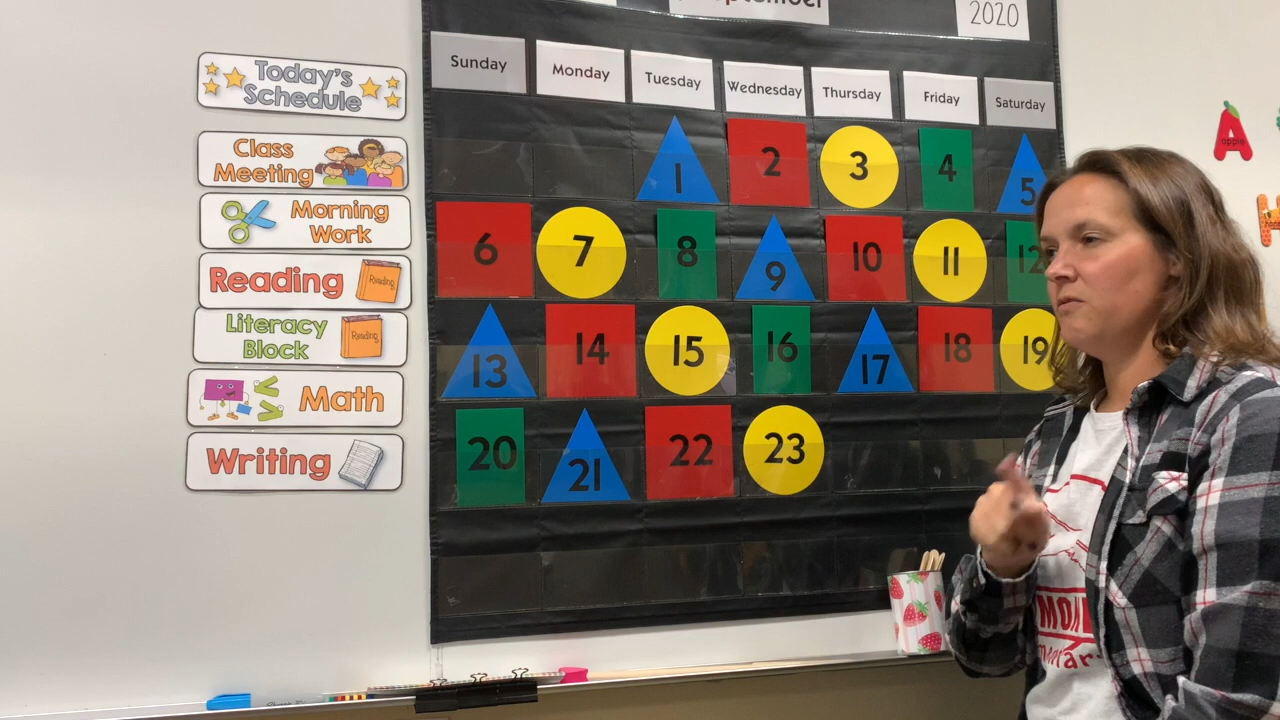 2020
Sunday Monday Tuesday Wednesday Thursday Friday Saturday
1 2 3 4 5
6 7 8 9 10 11 12
13 14 15 16 17 18 19
20 21 22 23
Today's
Schedule
Class
Meeting
Morning
Work
Reading
Reading
Literacy
Block
Reading
Math
Writing
A
apple